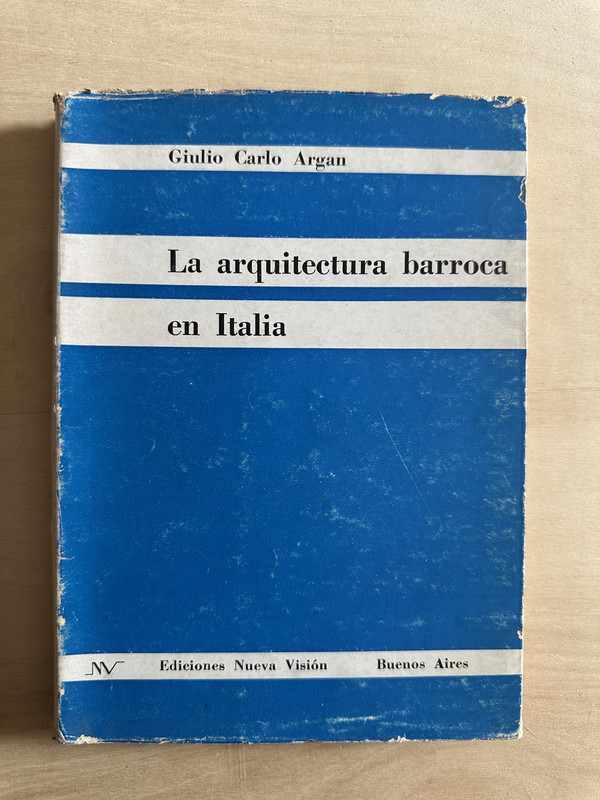 Giulio Carlo Argan
La arquitectura barroca
en Italia
NV Ediciones Nueva Visión Buenos Aires